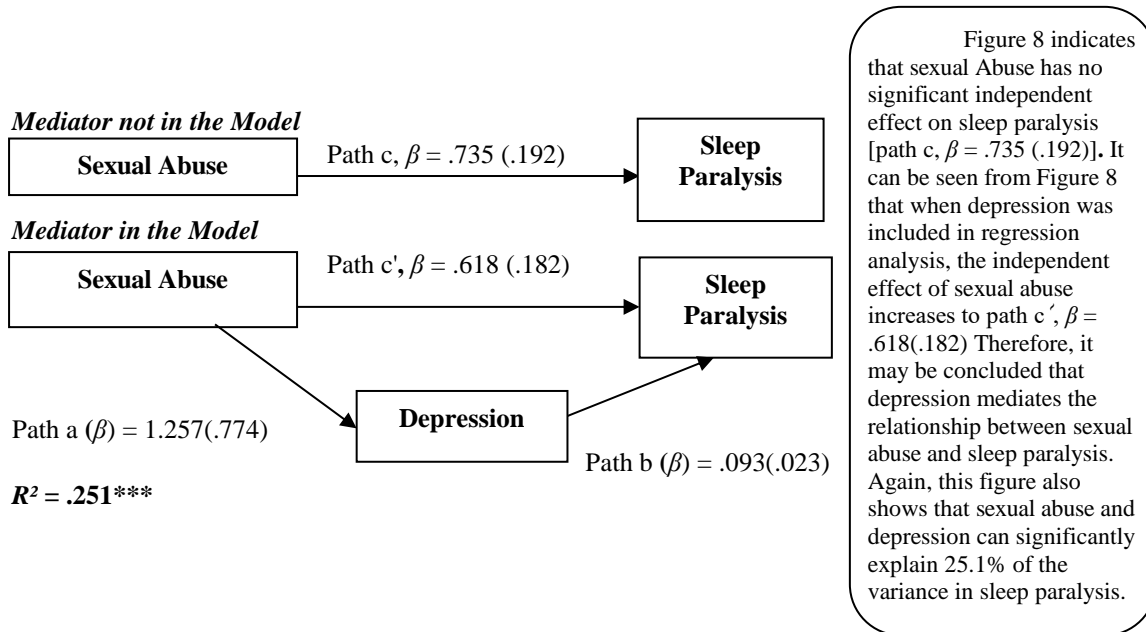 Mediator not in the Model
Sexual Abuse
Path c, β = .735 (.192)
Sleep
Paralysis
Mediator in the Model
Sexual Abuse
Path c', β = .618 (.182)
Sleep
Paralysis
Depression
Path a (β) = 1.257(.774)
Path b (β) = .093(.023)
R² = .251***
Figure 8 indicates
that sexual Abuse has no
significant independent
effect on sleep paralysis
[path c, β = .735 (.192)]. It
can be seen from Figure 8
that when depression was
included in regression
analysis, the independent
effect of sexual abuse
increases to path c´, β =
.618(.182) Therefore, it
may be concluded that
depression mediates the
relationship between sexual
abuse and sleep paralysis.
Again, this figure also
shows that sexual abuse and
depression can significantly
explain 25.1% of the
variance in sleep paralysis.